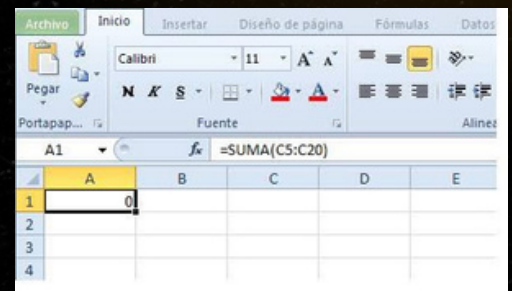 Archivo Inicio Insertar Diseño de página Fórmulas Datos
Calibri 11 A A
Pegar
N K S A
Portapap... Fuente Alinea
A1 fx =SUMA(C5:C20)
A B C D E
1 0
2
3
4